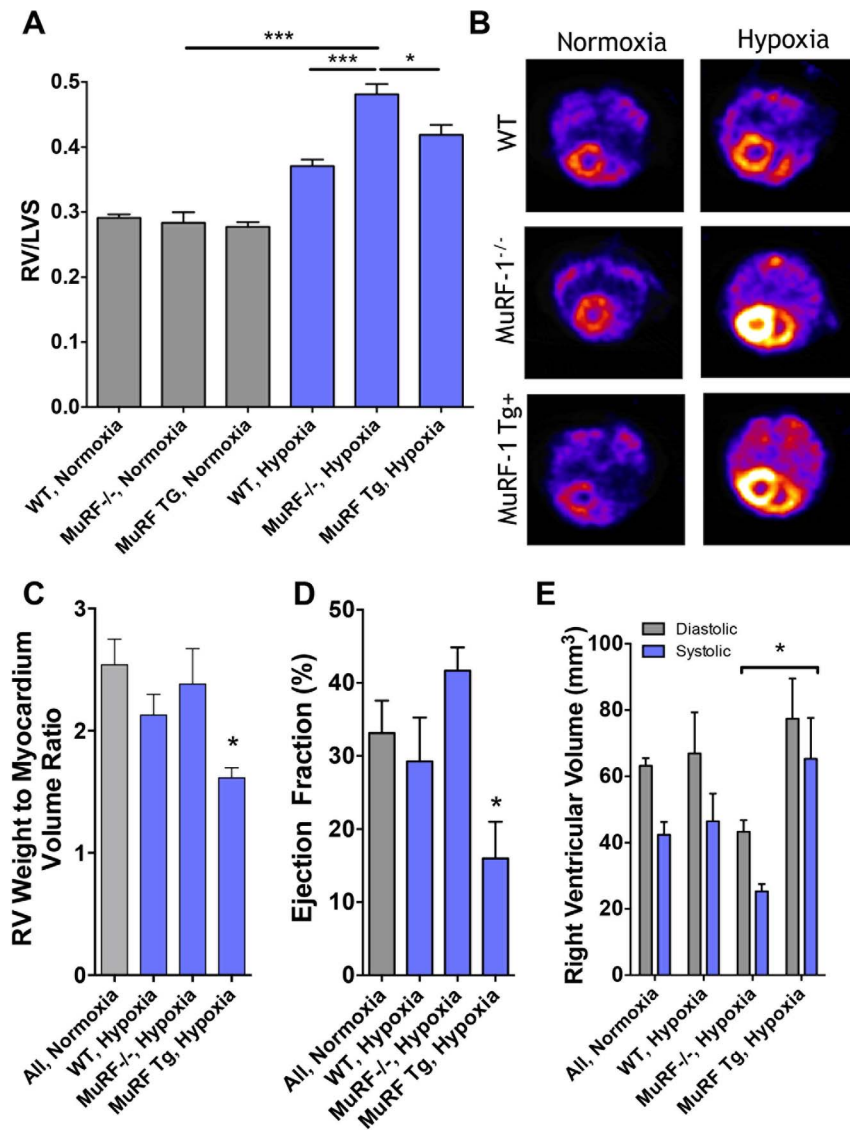 A
***
***
*
RV/LVS
0.5
0.4
0.3
0.2
0.1
0.0
WT, Normoxia
MuRF-/-, Normoxia
MuRF TG, Normoxia
WT, Hypoxia
MuRF-/-, Hypoxia
MuRF Tg, Hypoxia
B
Normoxia
Hypoxia
WT
MuRF-1-/-
MuRF-1 Tg+
C
RV Weight to Myocardium
Volume Ratio
3
2
1
0
*
All, Normoxia
WT, Hypoxia
MuRF-/-, Hypoxia
MuRF Tg, Hypoxia
D
Ejection Fraction (%)
50
40
30
20
10
0
*
All, Normoxia
WT, Hypoxia
MuRF-/-, Hypoxia
MuRF Tg, Hypoxia
E
Diastolic
Systolic
*
Right Ventricular Volume (mm³)
100
80
60
40
20
0
All, Normoxia
WT, Hypoxia
MuRF-/-, Hypoxia
MuRF Tg, Hypoxia